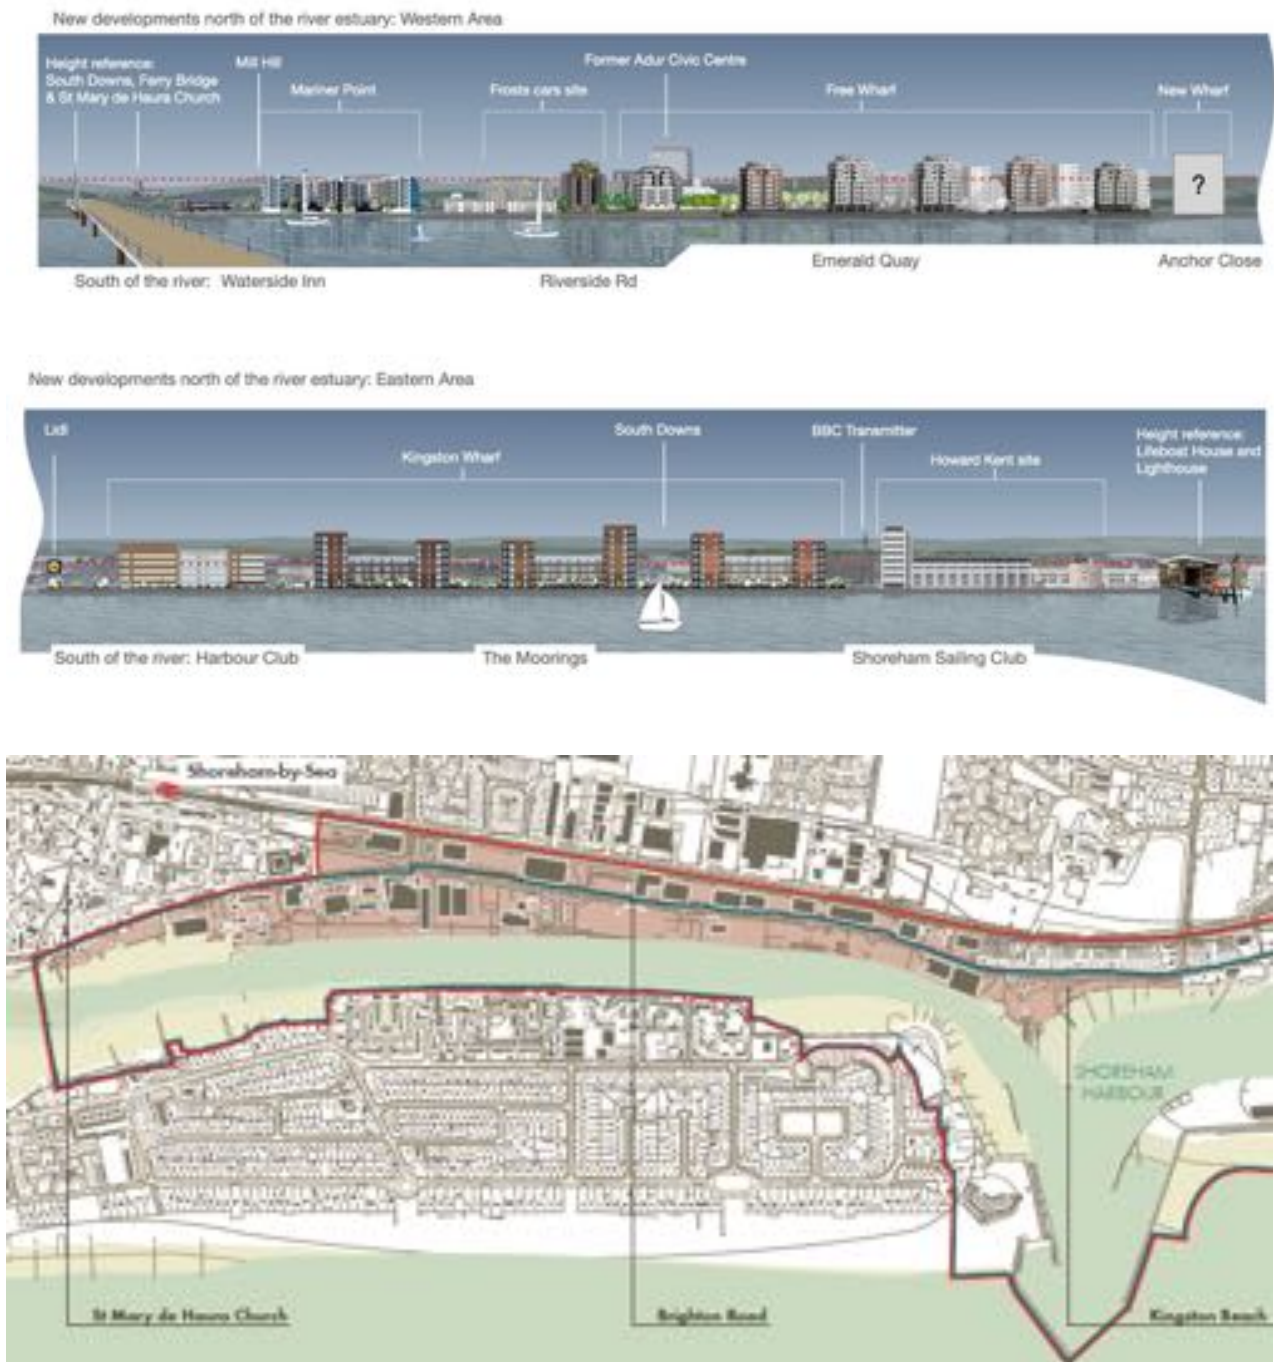 New developments north of the river estuary: Western Area
Height reference:
South Downs, Ferry Bridge
& St Mary de Haura Church
Mill Hill
Mariner Point
Frosts cars site
Former Adur Civic Centre
Free Wharf
New Wharf
?
South of the river: Waterside Inn
Riverside Rd
Emerald Quay
Anchor Close
New developments north of the river estuary: Eastern Area
Lidl
Kingston Wharf
South Downs
BBC Transmitter
Howard Kent site
Height reference:
Lifeboat House and
Lighthouse
South of the river: Harbour Club
The Moorings
Shoreham Sailing Club
Shoreham-by-Sea
SHOREHAM
HARBOUR
St Mary de Haura Church
Brighton Road
Kingston Beach